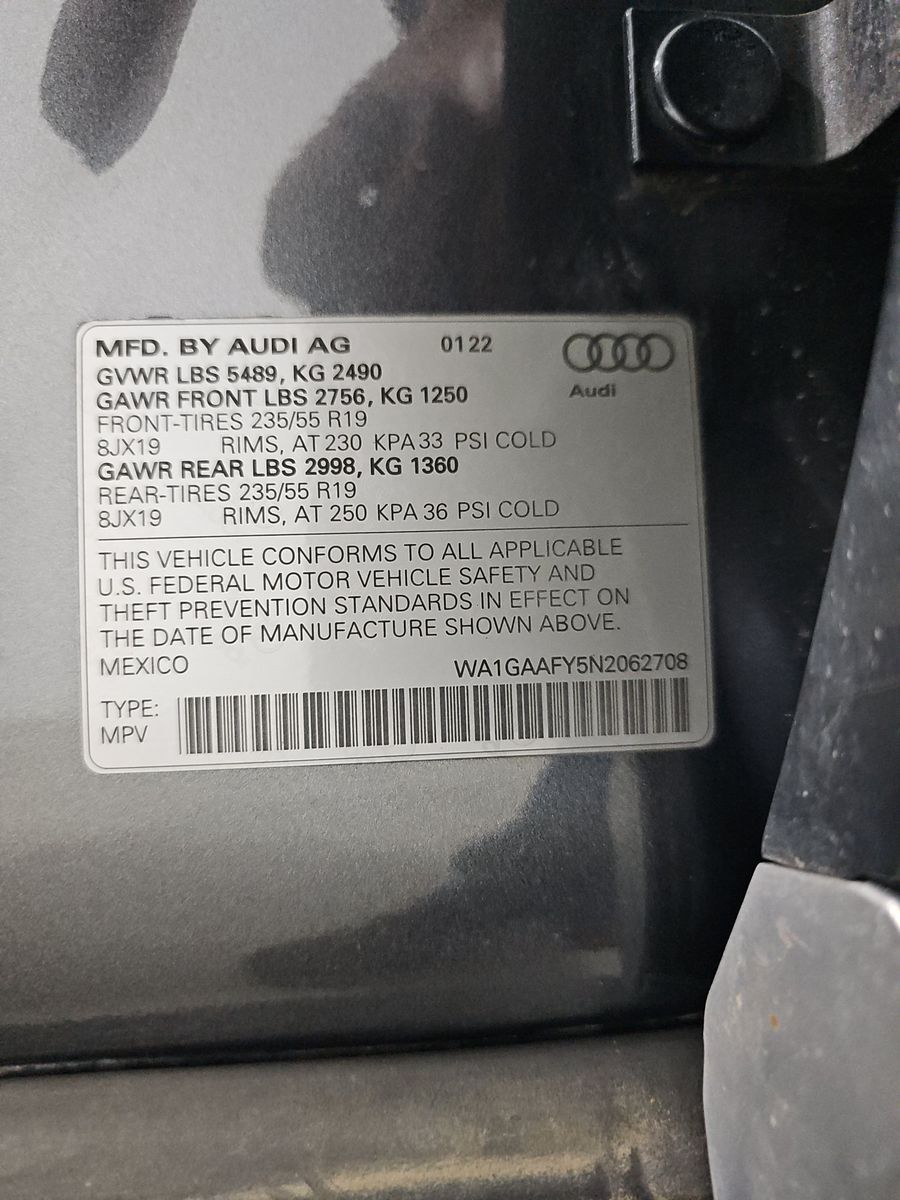 MFD. BY AUDI AG 0122
Audi
GVWR LBS 5489, KG 2490
GAWR FRONT LBS 2756, KG 1250
FRONT-TIRES 235/55 R19
8JX19 RIMS, AT 230 KPA 33 PSI COLD
GAWR REAR LBS 2998, KG 1360
REAR-TIRES 235/55 R19
8JX19 RIMS, AT 250 KPA 36 PSI COLD
THIS VEHICLE CONFORMS TO ALL APPLICABLE
U.S. FEDERAL MOTOR VEHICLE SAFETY AND
THEFT PREVENTION STANDARDS IN EFFECT ON
THE DATE OF MANUFACTURE SHOWN ABOVE.
MEXICO WA1GAAFY5N2062708
TYPE:
MPV